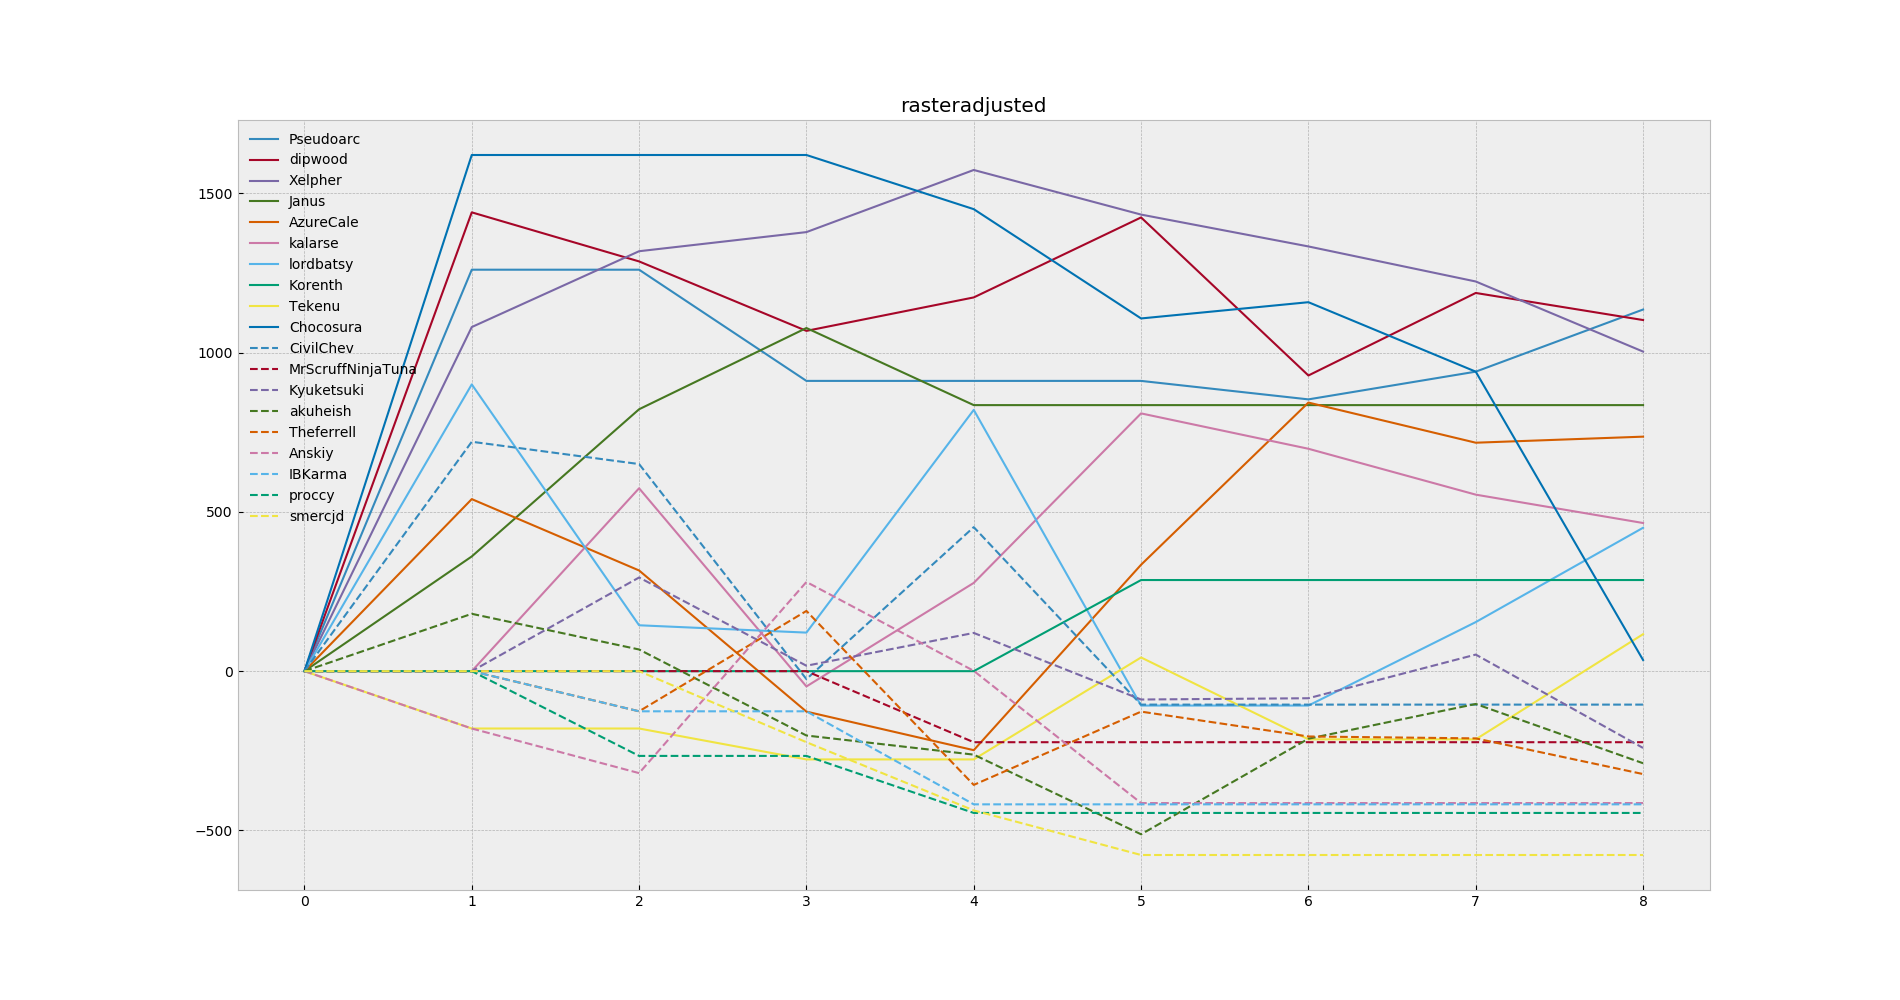 rasteradjusted
Pseudoarc
dipwood
Xelpher
Janus
AzureCale
kalarse
lordbatsy
Korenth
Tekenu
Chocosura
CivilChev
MrScruffNinjaTuna
Kyuketsuki
akuheish
Theferrell
Anskiy
IBKarma
proccy
smercjd
1500
1000
500
0
−500
0 1 2 3 4 5 6 7 8